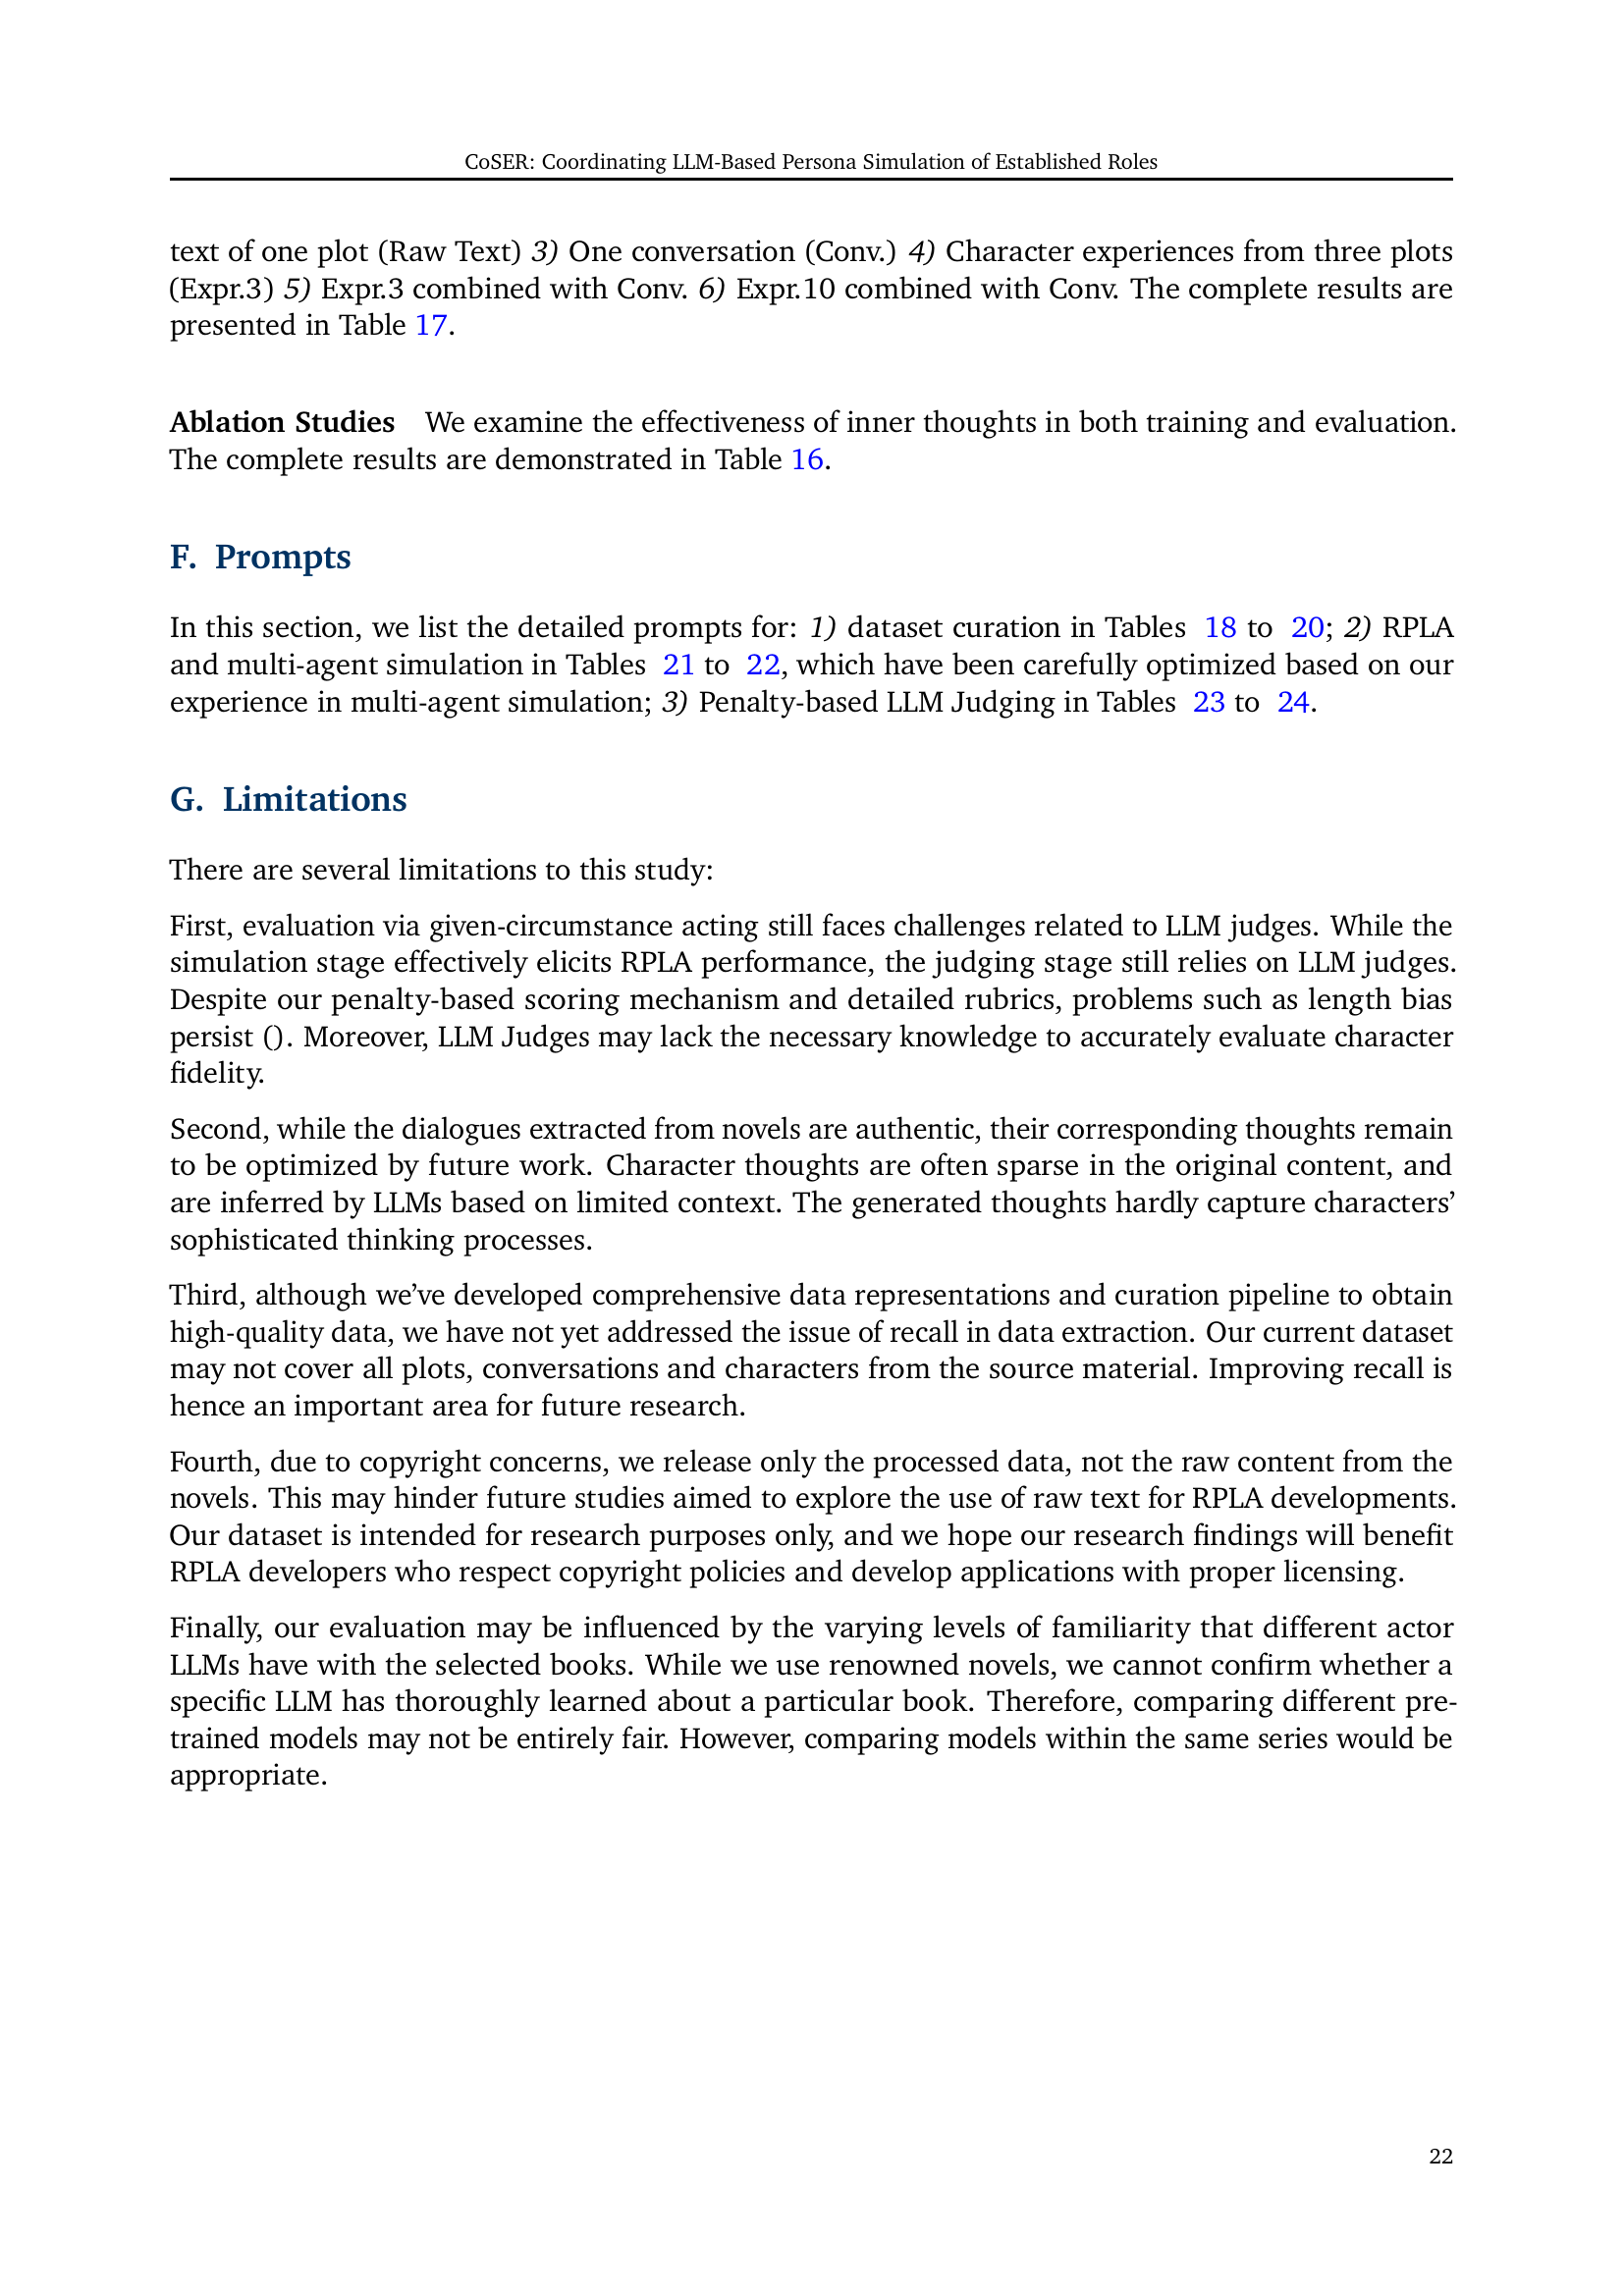 CoSER: Coordinating LLM-Based Persona Simulation of Established Roles
text of one plot (Raw Text) 3) One conversation (Conv.) 4) Character experiences from three plots
(Expr.3) 5) Expr.3 combined with Conv. 6) Expr.10 combined with Conv. The complete results are
presented in Table 17.
Ablation Studies We examine the effectiveness of inner thoughts in both training and evaluation.
The complete results are demonstrated in Table 16.
F. Prompts
In this section, we list the detailed prompts for: 1) dataset curation in Tables 18 to 20; 2) RPLA
and multi-agent simulation in Tables 21 to 22, which have been carefully optimized based on our
experience in multi-agent simulation; 3) Penalty-based LLM Judging in Tables 23 to 24.
G. Limitations
There are several limitations to this study:
First, evaluation via given-circumstance acting still faces challenges related to LLM judges. While the
simulation stage effectively elicits RPLA performance, the judging stage still relies on LLM judges.
Despite our penalty-based scoring mechanism and detailed rubrics, problems such as length bias
persist (). Moreover, LLM Judges may lack the necessary knowledge to accurately evaluate character
fidelity.
Second, while the dialogues extracted from novels are authentic, their corresponding thoughts remain
to be optimized by future work. Character thoughts are often sparse in the original content, and
are inferred by LLMs based on limited context. The generated thoughts hardly capture characters’
sophisticated thinking processes.
Third, although we’ve developed comprehensive data representations and curation pipeline to obtain
high-quality data, we have not yet addressed the issue of recall in data extraction. Our current dataset
may not cover all plots, conversations and characters from the source material. Improving recall is
hence an important area for future research.
Fourth, due to copyright concerns, we release only the processed data, not the raw content from the
novels. This may hinder future studies aimed to explore the use of raw text for RPLA developments.
Our dataset is intended for research purposes only, and we hope our research findings will benefit
RPLA developers who respect copyright policies and develop applications with proper licensing.
Finally, our evaluation may be influenced by the varying levels of familiarity that different actor
LLMs have with the selected books. While we use renowned novels, we cannot confirm whether a
specific LLM has thoroughly learned about a particular book. Therefore, comparing different pre-
trained models may not be entirely fair. However, comparing models within the same series would be
appropriate.
22